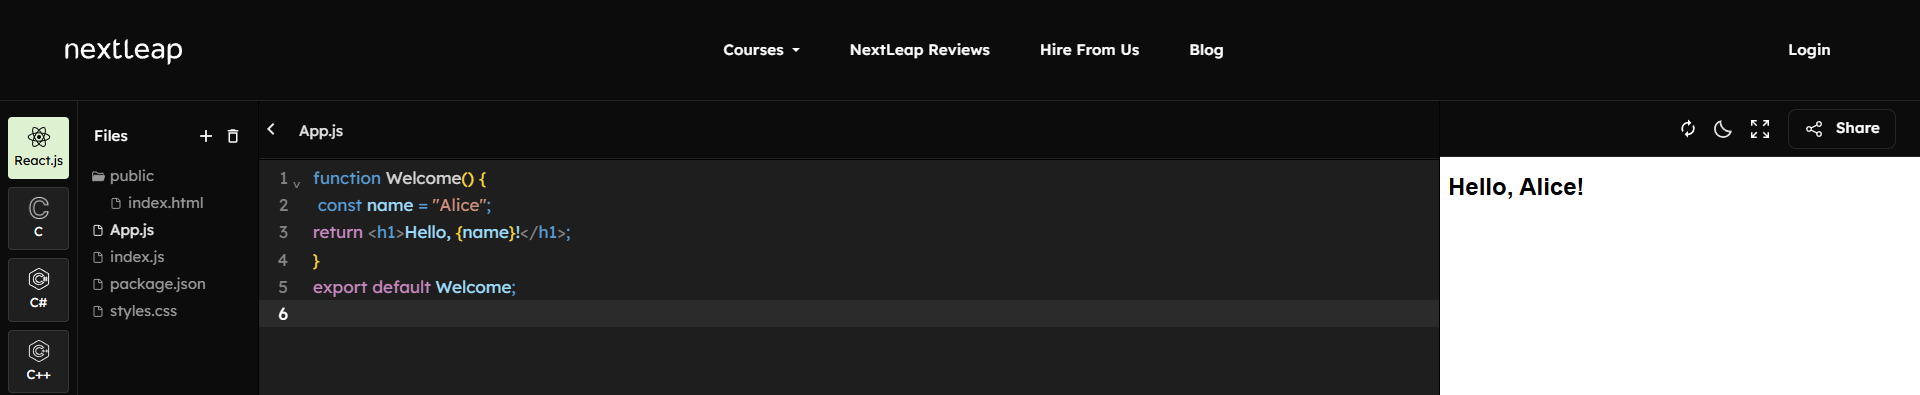 nextleap
Courses
NextLeap Reviews
Hire From Us
Blog
Login
React.js
C
C#
C++
Files
public
index.html
App.js
index.js
package.json
styles.css
App.js
1 function Welcome() {
2 const name = "Alice";
3 return <h1>Hello, {name}!</h1>;
4 }
5 export default Welcome;
6
Share
Hello, Alice!